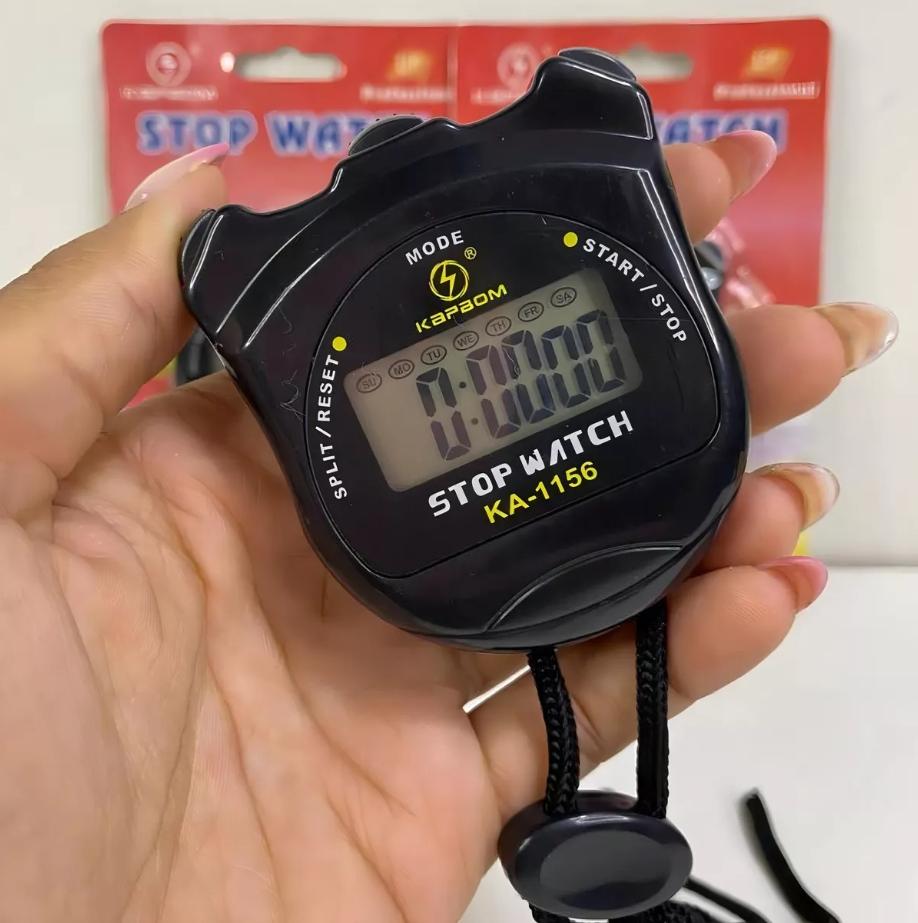 STOP WAT
ATCH
MODE
START / STOP
®
KAPBOM
SPLIT/RESET
SU MO TU WE TH FR SA
0:0000
STOP WATCH
KA-1156